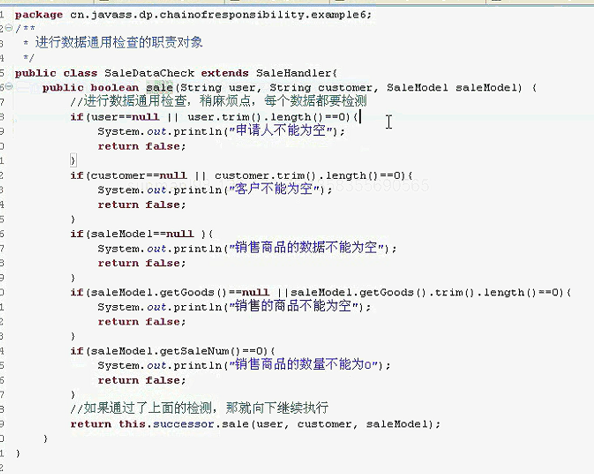 package cn.javass.dp.chainofresponsibility.example6;
/**
 * 进行数据通用检查的职责对象
 */
public class SaleDataCheck extends SaleHandler{
    public boolean sale(String user, String customer, SaleModel saleModel) {
        //进行数据通用检查，稍麻烦点，每个数据都要检测
        if(user==null || user.trim().length()==0){
            System.out.println("申请人不能为空");
            return false;
        }
        if(customer==null || customer.trim().length()==0){
            System.out.println("客户不能为空");
            return false;
        }
        if(saleModel==null ){
            System.out.println("销售商品的数据不能为空");
            return false;
        }
        if(saleModel.getGoods()==null ||saleModel.getGoods().trim().length()==0){
            System.out.println("销售的商品不能为空");
            return false;
        }
        if(saleModel.getSaleNum()==0){
            System.out.println("销售商品的数量不能为0");
            return false;
        }
        //如果通过了上面的检测，那就向下继续执行
        return this.successor.sale(user, customer, saleModel);
    }
}